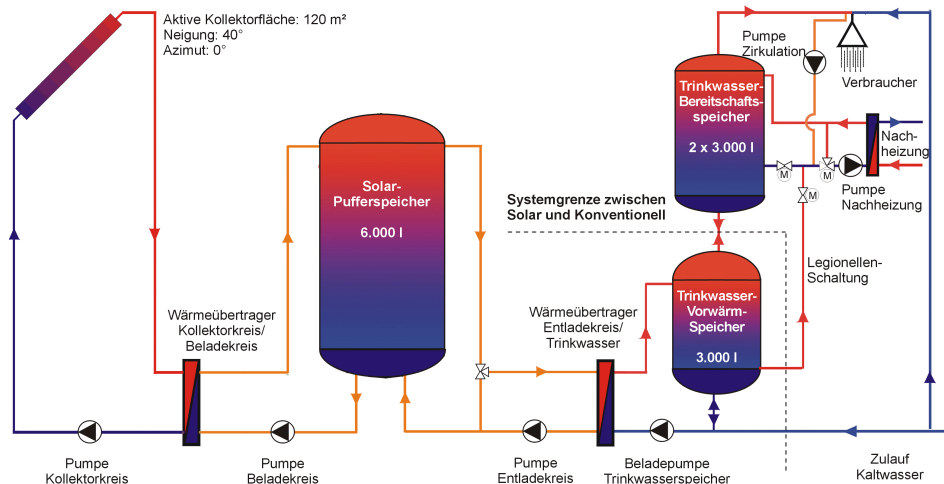 Aktive Kollektorfläche: 120 m²
Neigung: 40°
Azimut: 0°
Pumpe
Zirkulation
Verbraucher
Trinkwasser-
Bereitschafts-
speicher
2 x 3.000 l
Nach-
heizung
M
M
M
Pumpe
Nachheizung
Solar-
Pufferspeicher
6.000 l
Systemgrenze zwischen
Solar und Konventionell
Legionellen-
Schaltung
Trinkwasser-
Vorwärm-
Speicher
3.000 l
Wärmeübertrager
Kollektorkreis/
Beladekreis
Wärmeübertrager
Entladekreis/
Trinkwasser
Pumpe
Kollektorkreis
Pumpe
Beladekreis
Pumpe
Entladekreis
Beladepumpe
Trinkwasserspeicher
Zulauf
Kaltwasser